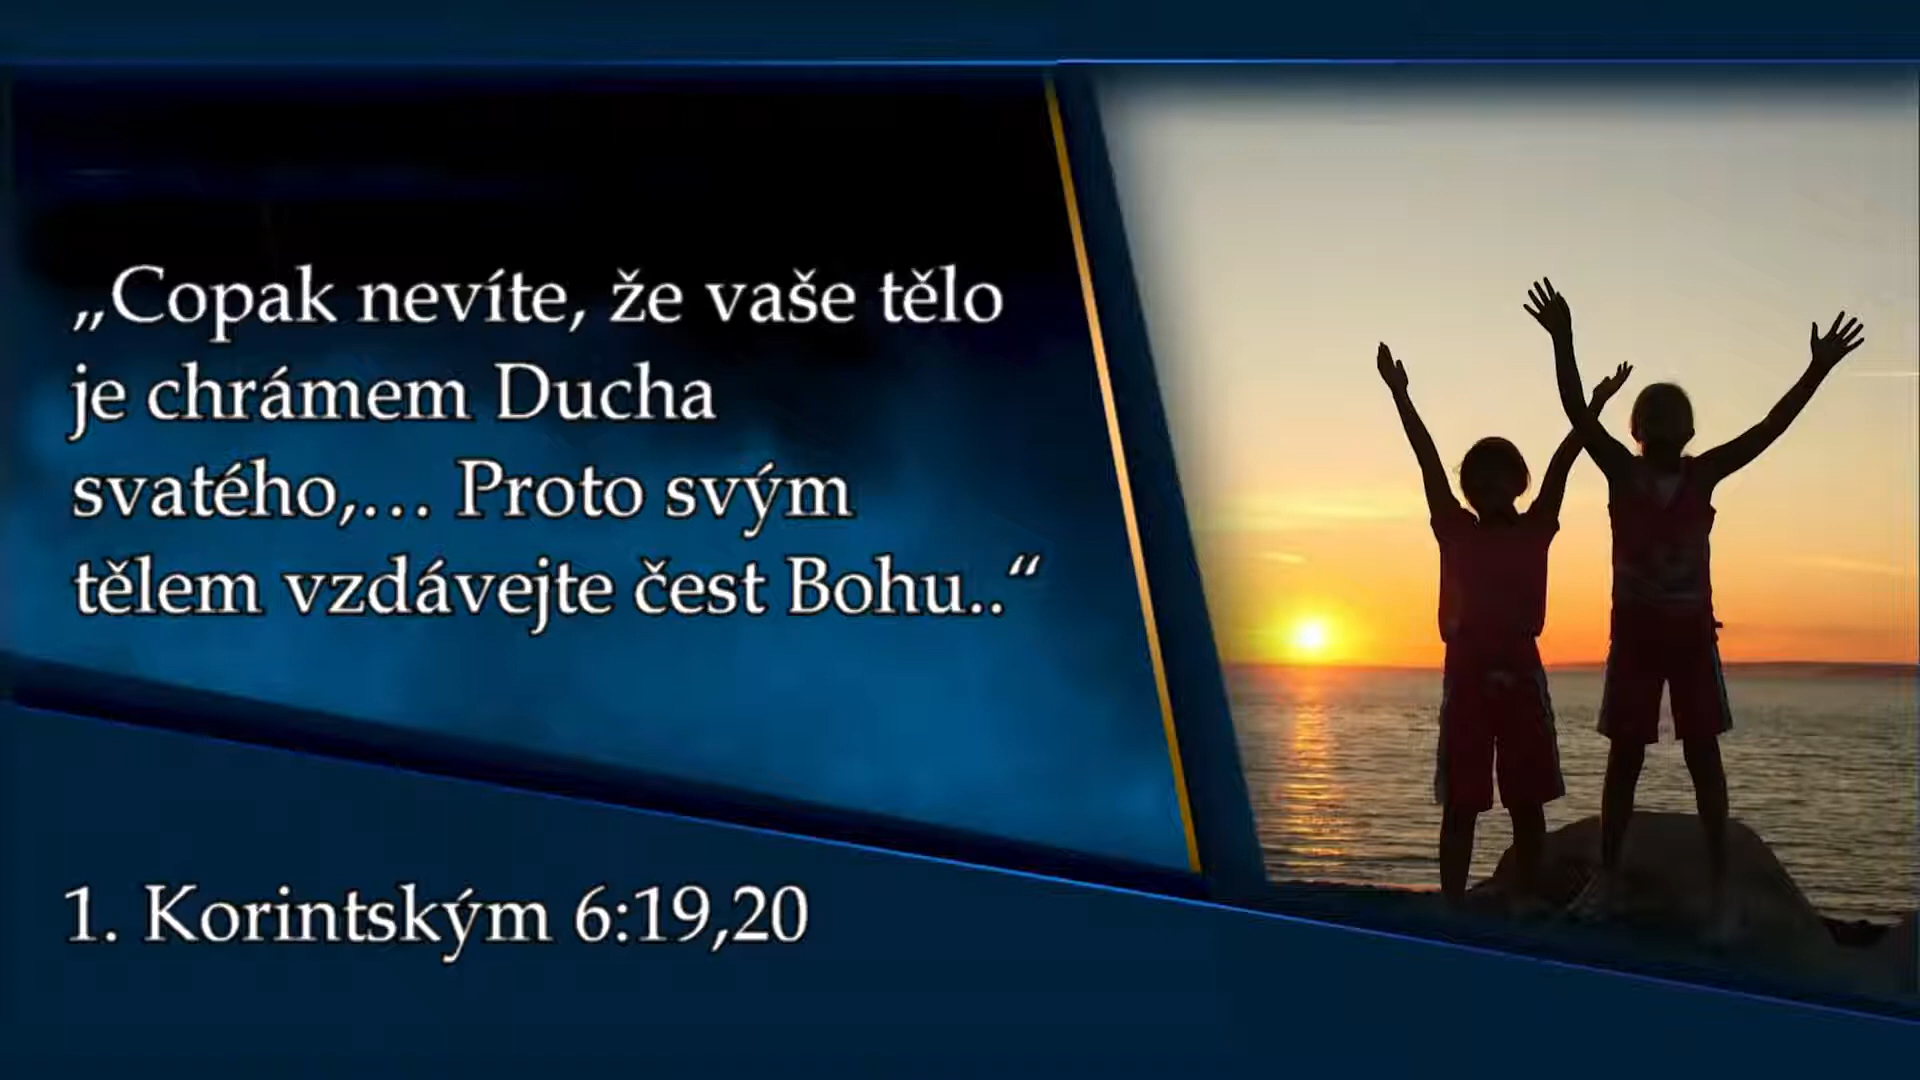 „Copak nevíte, že vaše tělo
je chrámem Ducha
svatého,… Proto svým
tělem vzdávejte čest Bohu..“
1. Korintským 6:19,20